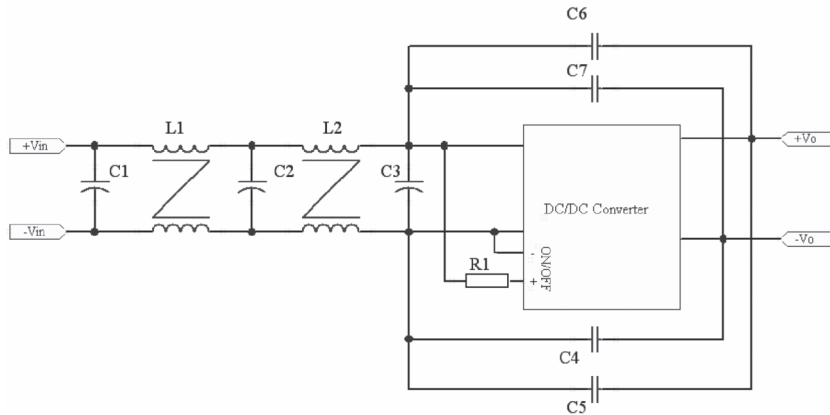 C6
C7
L1
L2
+Vin
C1
C2
C3
+Vo
DC/DC Converter
-Vin
-Vo
-
ON/OFF
R1
+
C4
C5